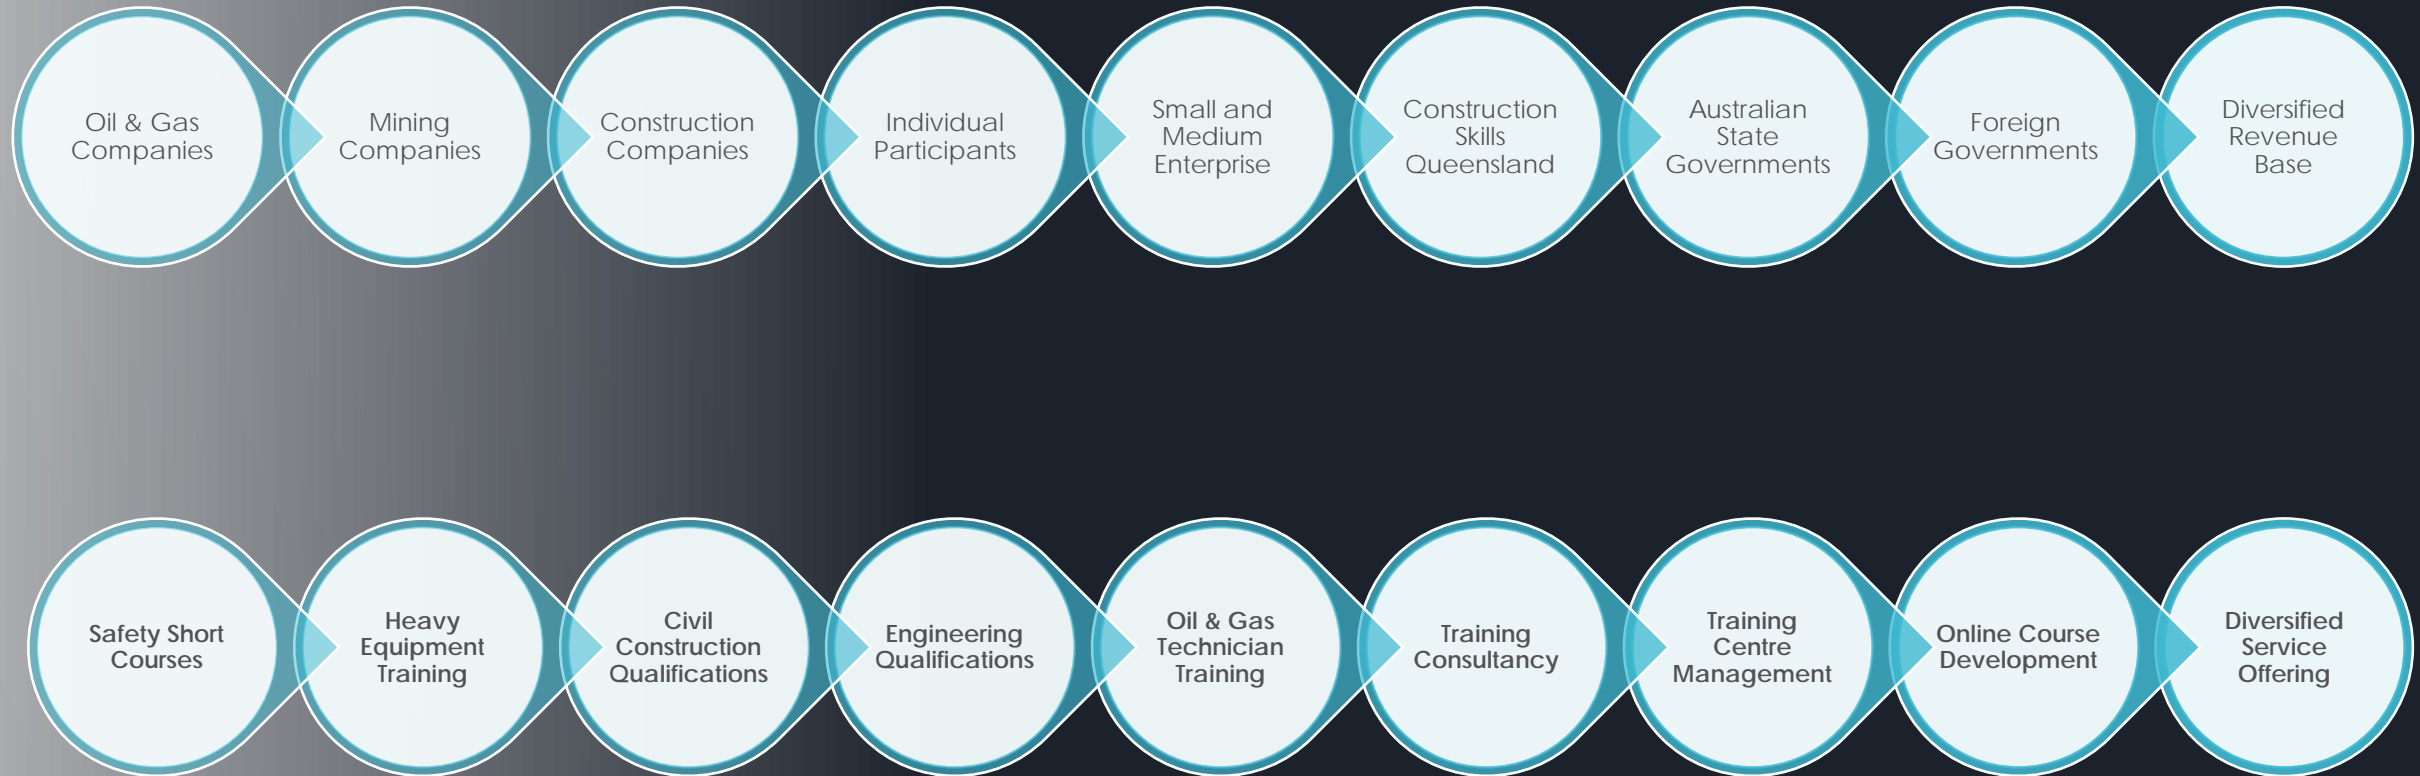 Oil & Gas
Companies
Mining
Companies
Construction
Companies
Individual
Participants
Small and
Medium
Enterprise
Construction
Skills
Queensland
Australian
State
Governments
Foreign
Governments
Diversified
Revenue
Base
Safety Short
Courses
Heavy
Equipment
Training
Civil
Construction
Qualifications
Engineering
Qualifications
Oil & Gas
Technician
Training
Training
Consultancy
Training
Centre
Management
Online Course
Development
Diversified
Service
Offering